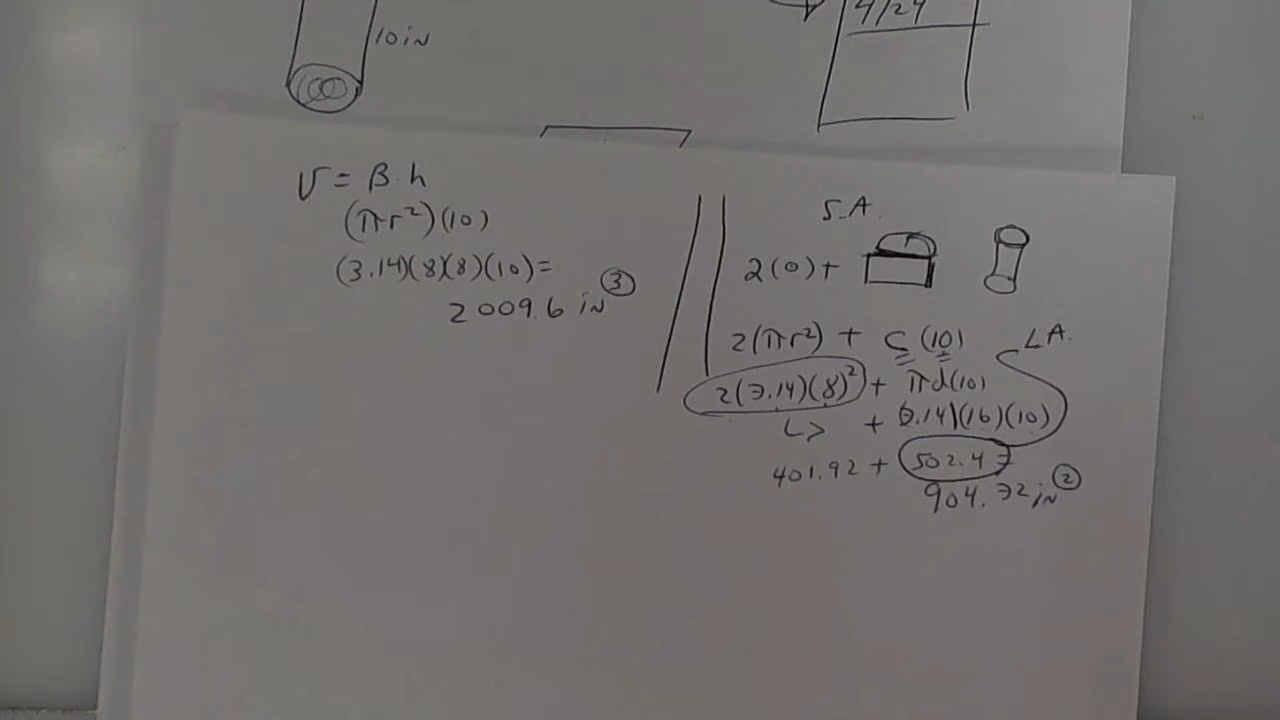 10in
4/24
V = B·h
(πr²)(10)
(3.14)(8)(8)(10)=
2009.6 in³
S.A.
2(0)+
2(πr²) + C (10)
L.A.
2(3.14)(8)² + πd(10)
+ (3.14)(16)(10)
401.92 + 502.4 =
904.32 in²